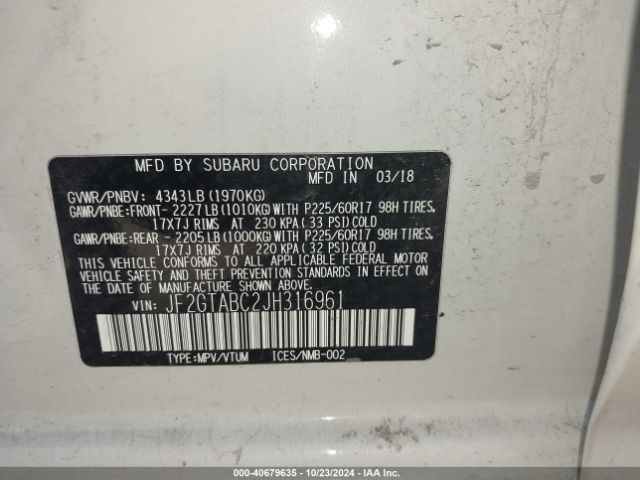 MFD BY SUBARU CORPORATION
MFD IN 03/18
GVWR/PNBV: 4343LB(1970KG)
GAWR/PNBE:FRONT- 2227LB(1010KG)WITH P225/60R17 98H TIRES,
17X7J RIMS AT 230 KPA(33 PSI)COLD
GAWR/PNBE:REAR - 2205LB(1000KG)WITH P225/60R17 98H TIRES,
17X7J RIMS AT 220 KPA(32 PSI)COLD
THIS VEHICLE CONFORMS TO ALL APPLICABLE FEDERAL MOTOR
VEHICLE SAFETY AND THEFT PREVENTION STANDARDS IN EFFECT ON
THE DATE OF MANUFACTURE SHOWN ABOVE.
VIN: JF2GTABC2JH316961
TYPE:MPV/VTUM ICES/NMB-002
000-40679635 - 10/23/2024 - IAA Inc.